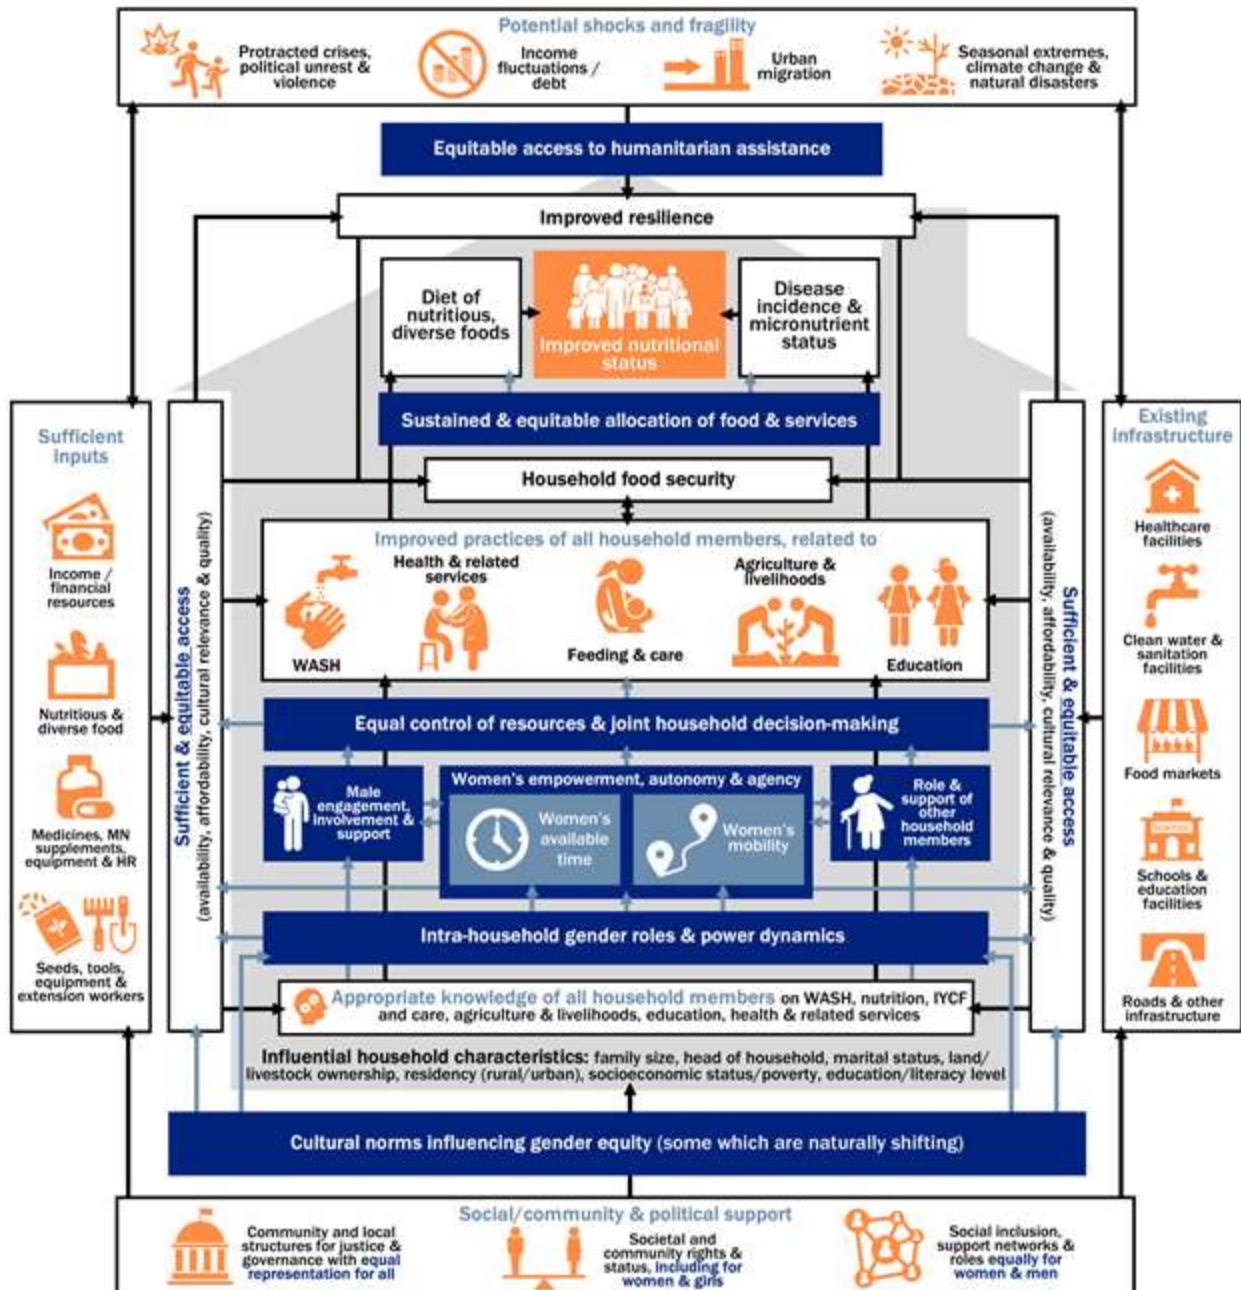 Potential shocks and fragility
Protracted crises,
political unrest &
violence
Income
fluctuations /
debt
Urban
migration
Seasonal extremes,
climate change &
natural disasters
Equitable access to humanitarian assistance
Improved resilience
Diet of
nutritious,
diverse foods
Improved nutritional
status
Disease
incidence &
micronutrient
status
Sustained & equitable allocation of food & services
Household food security
Sufficient
inputs
Income /
financial
resources
Nutritious &
diverse food
Medicines, MN
supplements,
equipment & HR
Seeds, tools,
equipment &
extension workers
Sufficient & equitable access
(availability, affordability, cultural relevance & quality)
Improved practices of all household members, related to
WASH
Health & related
services
Feeding & care
Agriculture &
livelihoods
Education
Equal control of resources & joint household decision-making
Male
engagement,
involvement &
support
Women's empowerment, autonomy & agency
Women's
available
time
Women's
mobility
Role &
support of
other
household
members
Intra-household gender roles & power dynamics
Appropriate knowledge of all household members on WASH, nutrition, IYCF
and care, agriculture & livelihoods, education, health & related services
Influential household characteristics: family size, head of household, marital status, land/
livestock ownership, residency (rural/urban), socioeconomic status/poverty, education/literacy level
Sufficient & equitable access
(availability, affordability, cultural relevance & quality)
Existing
infrastructure
Healthcare
facilities
Clean water &
sanitation
facilities
Food markets
Schools &
education
facilities
Roads & other
infrastructure
Cultural norms influencing gender equity (some which are naturally shifting)
Social/community & political support
Community and local
structures for justice &
governance with equal
representation for all
Societal and
community rights &
status, including for
women & girls
Social inclusion,
support networks &
roles equally for
women & men